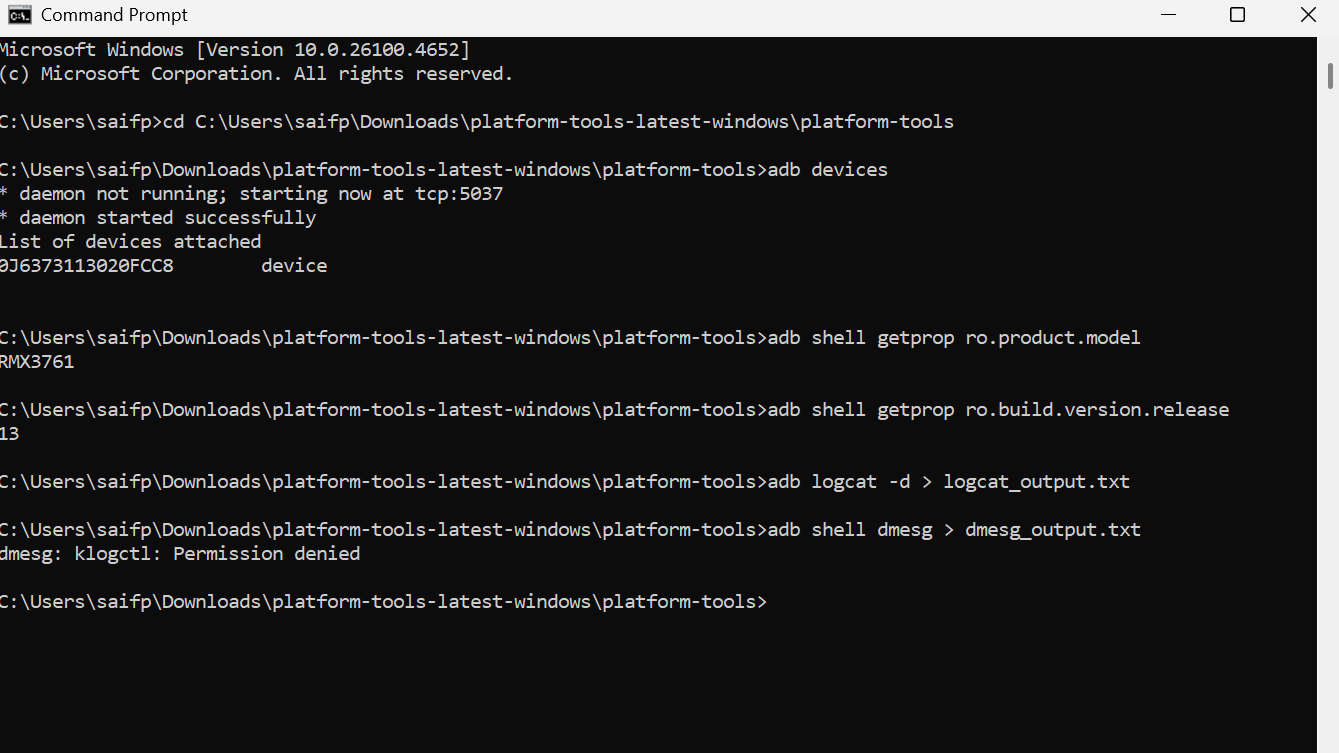 Command Prompt
Microsoft Windows [Version 10.0.26100.4652]
(c) Microsoft Corporation. All rights reserved.
C:\Users\saifp>cd C:\Users\saifp\Downloads\platform-tools-latest-windows\platform-tools
C:\Users\saifp\Downloads\platform-tools-latest-windows\platform-tools>adb devices
* daemon not running; starting now at tcp:5037
* daemon started successfully
List of devices attached
0J6373113020FCC8        device
C:\Users\saifp\Downloads\platform-tools-latest-windows\platform-tools>adb shell getprop ro.product.model
RMX3761
C:\Users\saifp\Downloads\platform-tools-latest-windows\platform-tools>adb shell getprop ro.build.version.release
13
C:\Users\saifp\Downloads\platform-tools-latest-windows\platform-tools>adb logcat -d > logcat_output.txt
C:\Users\saifp\Downloads\platform-tools-latest-windows\platform-tools>adb shell dmesg > dmesg_output.txt
dmesg: klogctl: Permission denied
C:\Users\saifp\Downloads\platform-tools-latest-windows\platform-tools>